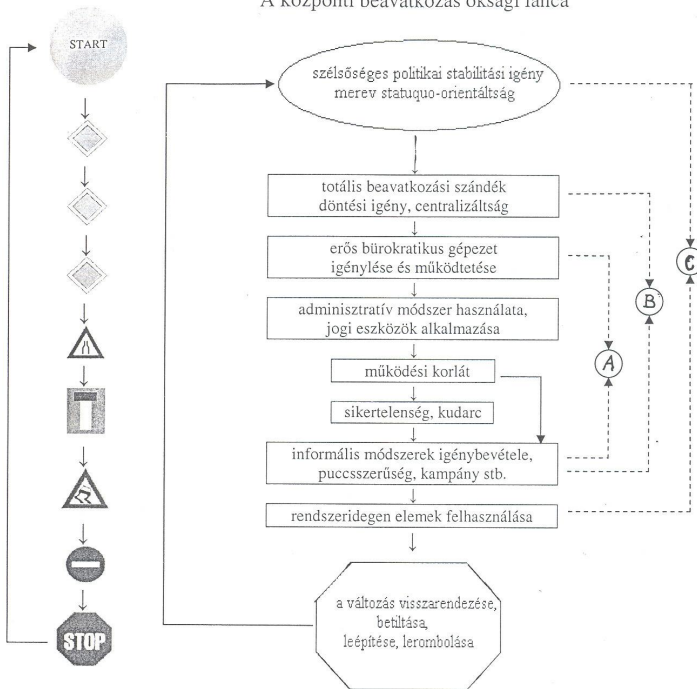 A központi beavatkozás oksági lánca
START
STOP
szélsőséges politikai stabilitási igény
merev statuquo-orientáltság
totális beavatkozási szándék
döntési igény, centralizáltság
erős bürokratikus gépezet
igénylése és működtetése
adminisztratív módszer használata,
jogi eszközök alkalmazása
működési korlát
sikertelenség, kudarc
informális módszerek igénybevétele,
puccsszerűség, kampány stb.
rendszeridegen elemek felhasználása
a változás visszarendezése,
betiltása,
leépítése, lerombolása
A
B
C